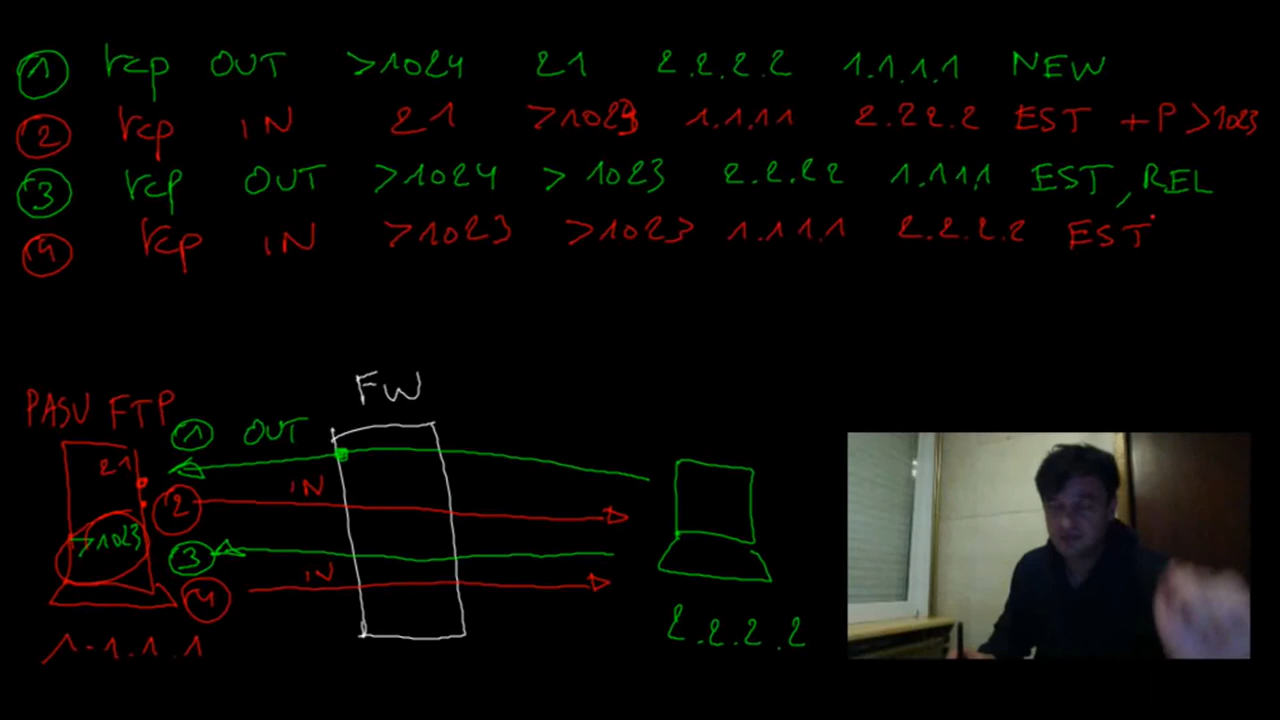 1 tcp OUT >1024 21 2.2.2.2 1.1.1.1 NEW
2 tcp IN 21 >1023 1.1.1.1 2.2.2.2 EST +P >1023
3 tcp OUT >1024 >1023 2.2.2.2 1.1.1.1 EST, REL
4 tcp IN >1023 >1023 1.1.1.1 2.2.2.2 EST
FW
PASV FTP
1 OUT
21
IN
2
>1023
3
IN
4
1.1.1.1
2.2.2.2